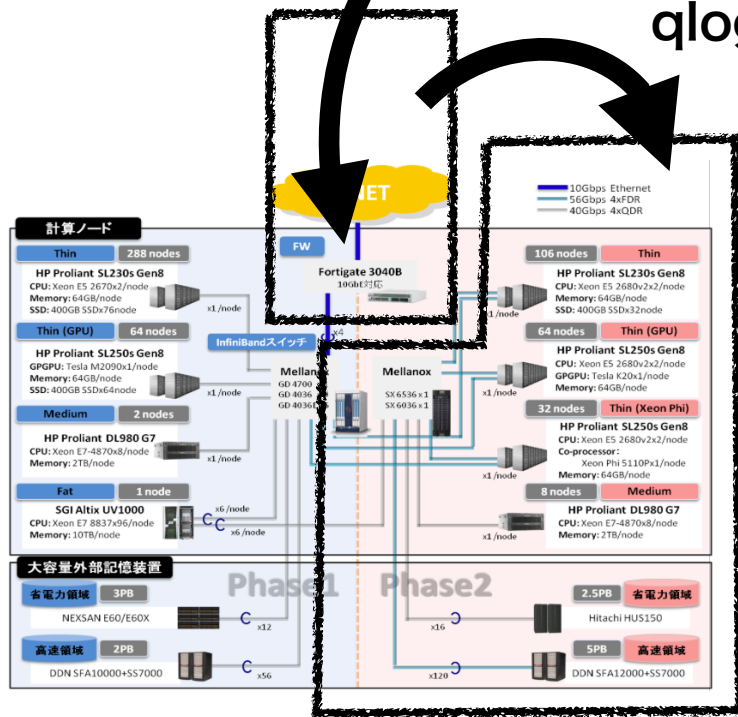 qlog
NET
10Gbps Ethernet
56Gbps 4xFDR
40Gbps 4xQDR
計算ノード
Thin 288 nodes
HP Proliant SL230s Gen8
CPU: Xeon E5 2670x2/node
Memory: 64GB/node
SSD: 400GB SSDx76node
x1/node
Thin (GPU) 64 nodes
HP Proliant SL250s Gen8
GPGPU: Tesla M2090x1/node
Memory: 64GB/node
SSD: 400GB SSDx64node
x1/node
Medium 2 nodes
HP Proliant DL980 G7
CPU: Xeon E7-4870x8/node
Memory: 2TB/node
x1/node
Fat 1 node
SGI Altix UV1000
CPU: Xeon E7 8837x96/node
Memory: 10TB/node
x6/node
x6/node
FW
Fortigate 3040B
10GbE対応
x4
InfiniBandスイッチ
Mellan
GD 4700
GD 4036
GD 4036E
Mellanox
SX 6536 x1
SX 6036 x1
106 nodes Thin
HP Proliant SL230s Gen8
CPU: Xeon E5 2680v2x2/node
Memory: 64GB/node
SSD: 400GB SSDx32node
x1/node
64 nodes Thin (GPU)
HP Proliant SL250s Gen8
CPU: Xeon E5 2680v2x2/node
GPGPU: Tesla K20x1/node
Memory: 64GB/node
x1/node
32 nodes Thin (Xeon Phi)
HP Proliant SL250s Gen8
CPU: Xeon E5 2680v2x2/node
Co-processor:
Xeon Phi 5110Px1/node
Memory: 64GB/node
x1/node
8 nodes Medium
HP Proliant DL980 G7
CPU: Xeon E7-4870x8/node
Memory: 2TB/node
x1/node
大容量外部記憶装置
Phase1 Phase2
省電力領域 3PB
NEXSAN E60/E60X
x12
高速領域 2PB
DDN SFA10000+SS7000
x56
2.5PB 省電力領域
Hitachi HUS150
x16
5PB 高速領域
DDN SFA12000+SS7000
x120